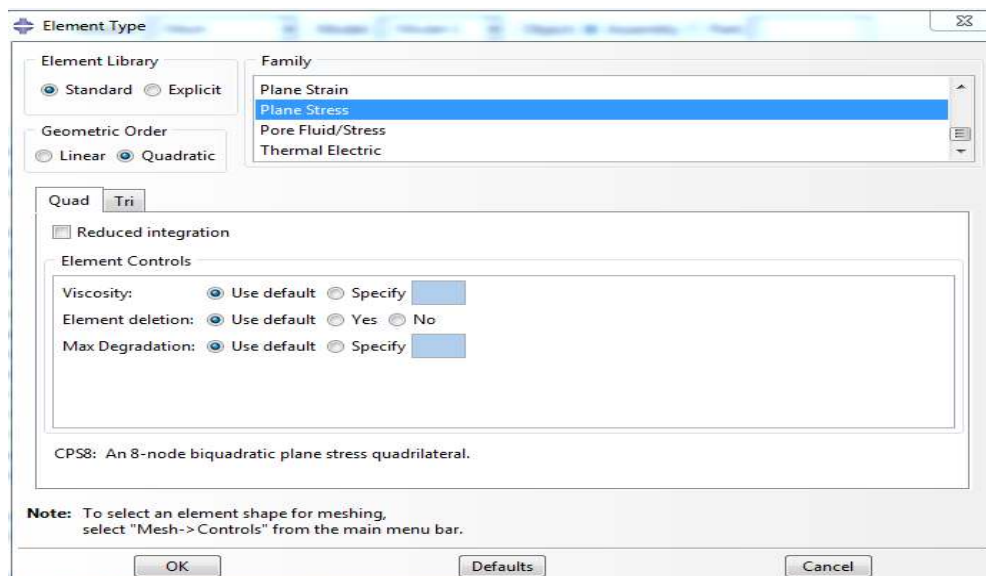 Element Type
Element Library
Standard Explicit
Family
Plane Strain
Plane Stress
Pore Fluid/Stress
Thermal Electric
Geometric Order
Linear Quadratic
Quad Tri
Reduced integration
Element Controls
Viscosity: Use default Specify
Element deletion: Use default Yes No
Max Degradation: Use default Specify
CPS8: An 8-node biquadratic plane stress quadrilateral.
Note: To select an element shape for meshing,
select "Mesh->Controls" from the main menu bar.
OK Defaults Cancel